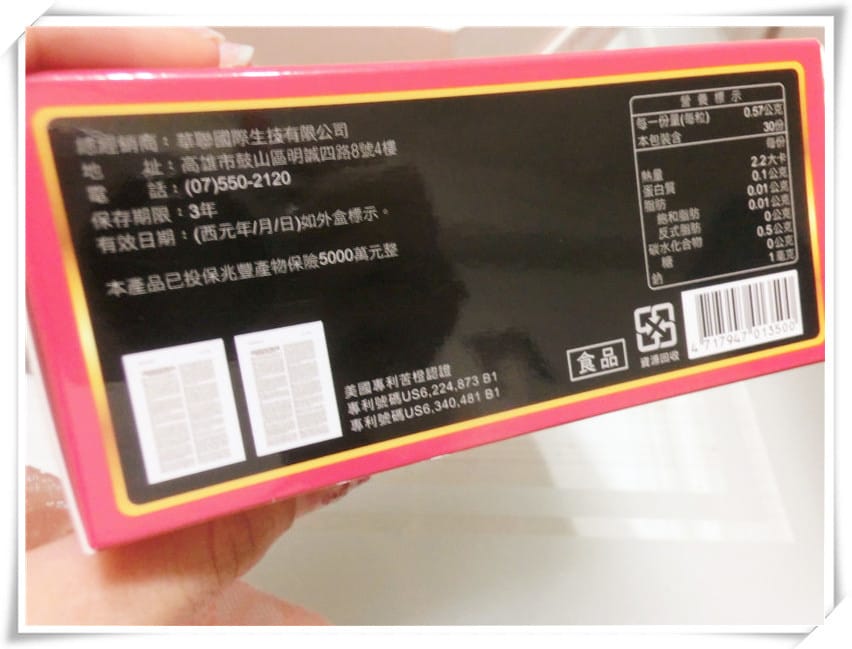 總經銷商：華聯國際生技有限公司
地　　址：高雄市鼓山區明誠四路8號4樓
電　　話：(07)550-2120
保存期限：3年
有效日期：(西元年/月/日)如外盒標示。
本產品已投保兆豐產物保險5000萬元整
美國專利苦橙認證
專利號碼US6,224,873 B1
專利號碼US6,340,481 B1
營養標示
每一份量(每粒) 0.57公克
本包裝含 30份
每份
熱量 2.2大卡
蛋白質 0.1公克
脂肪 0.01公克
飽和脂肪 0.01公克
反式脂肪 0公克
碳水化合物 0.5公克
糖 0公克
鈉 1毫克
食品
資源回收
4 717947 013500